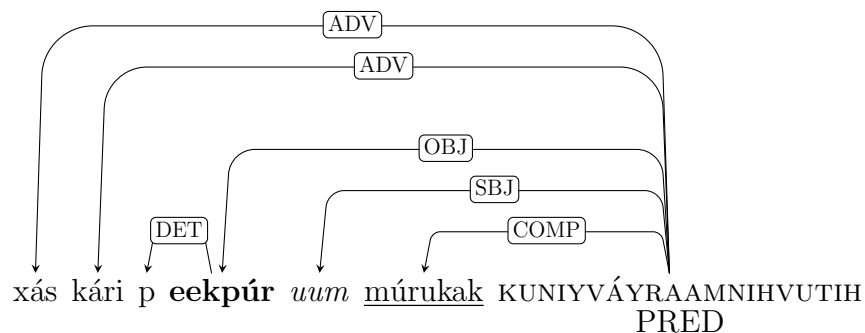 ADV
ADV
OBJ
SBJ
DET COMP
xás kári p eekpúr uum múrukak KUNIYVÁYRAAMNIHVUTIH
PRED